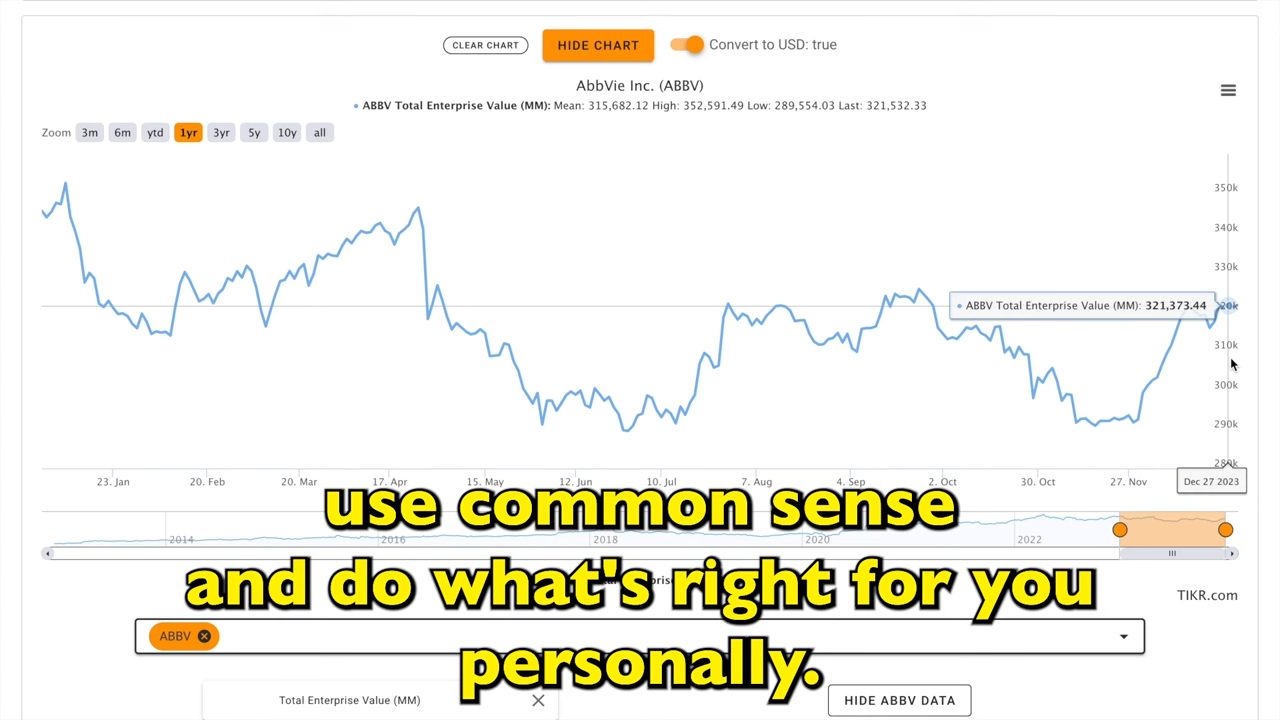 CLEAR CHART
HIDE CHART
Convert to USD: true
AbbVie Inc. (ABBV)
ABBV Total Enterprise Value (MM): Mean: 315,682.12 High: 352,591.49 Low: 289,554.03 Last: 321,532.33
Zoom 3m 6m ytd 1yr 3yr 5y 10y all
350k
340k
330k
ABBV Total Enterprise Value (MM): 321,373.44
310k
300k
290k
280k
23. Jan 20. Feb 20. Mar 17. Apr 15. May 12. Jun 10. Jul 7. Aug 4. Sep 2. Oct 30. Oct 27. Nov
Dec 27 2023
use common sense
2014 2016 2018 2020 2022
and do what's right for you
TIKR.com
ABBV
personally.
Total Enterprise Value (MM)
HIDE ABBV DATA